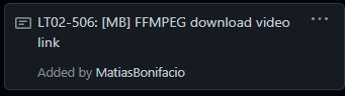 LT02-506: [MB] FFMPEG download video
link
Added by MatiasBonifacio